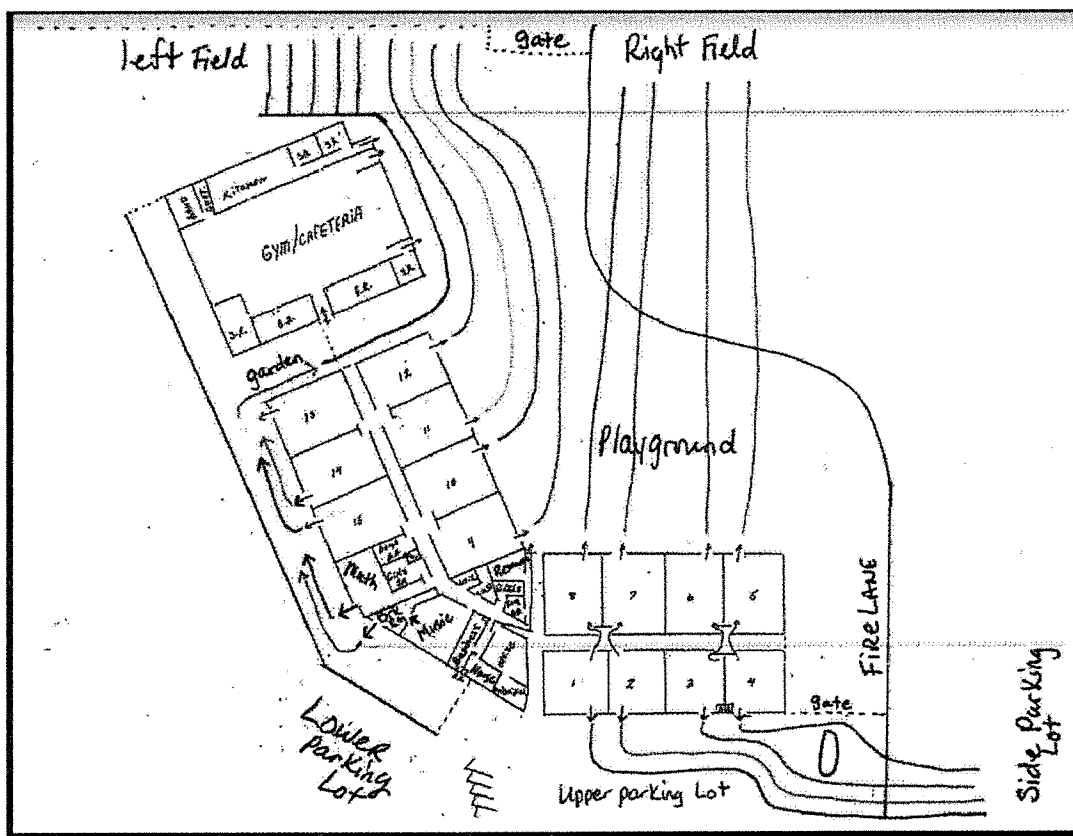 left Field
gate
Right Field
S.R.
S.R.
Kitchen
GYM/CAFETERIA
S.R.
B.R.
B.R.
S.R.
garden
12
13
11
14
10
15
9
Math
Boys
Girls
Music
Playground
8
7
6
5
1
2
3
4
gate
FIRE LANE
Side Parking
Lot
Lower
Parking
Lot
Upper parking Lot